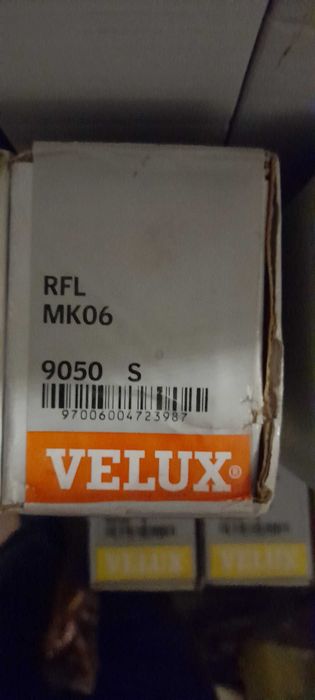 RFL
MK06
9050 S
97006004723987
VELUX®
VELUX
VELUX